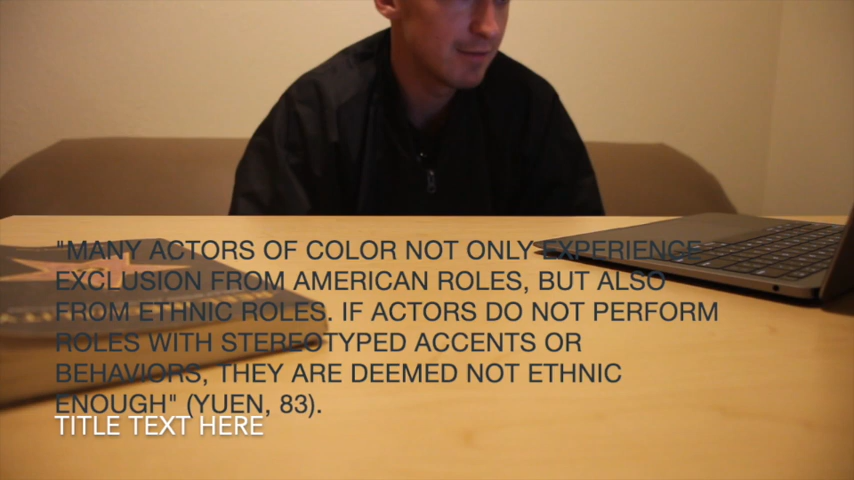 "MANY ACTORS OF COLOR NOT ONLY EXPERIENCE
EXCLUSION FROM AMERICAN ROLES, BUT ALSO
FROM ETHNIC ROLES. IF ACTORS DO NOT PERFORM
ROLES WITH STEREOTYPED ACCENTS OR
BEHAVIORS, THEY ARE DEEMED NOT ETHNIC
ENOUGH" (YUEN, 83).
TITLE TEXT HERE